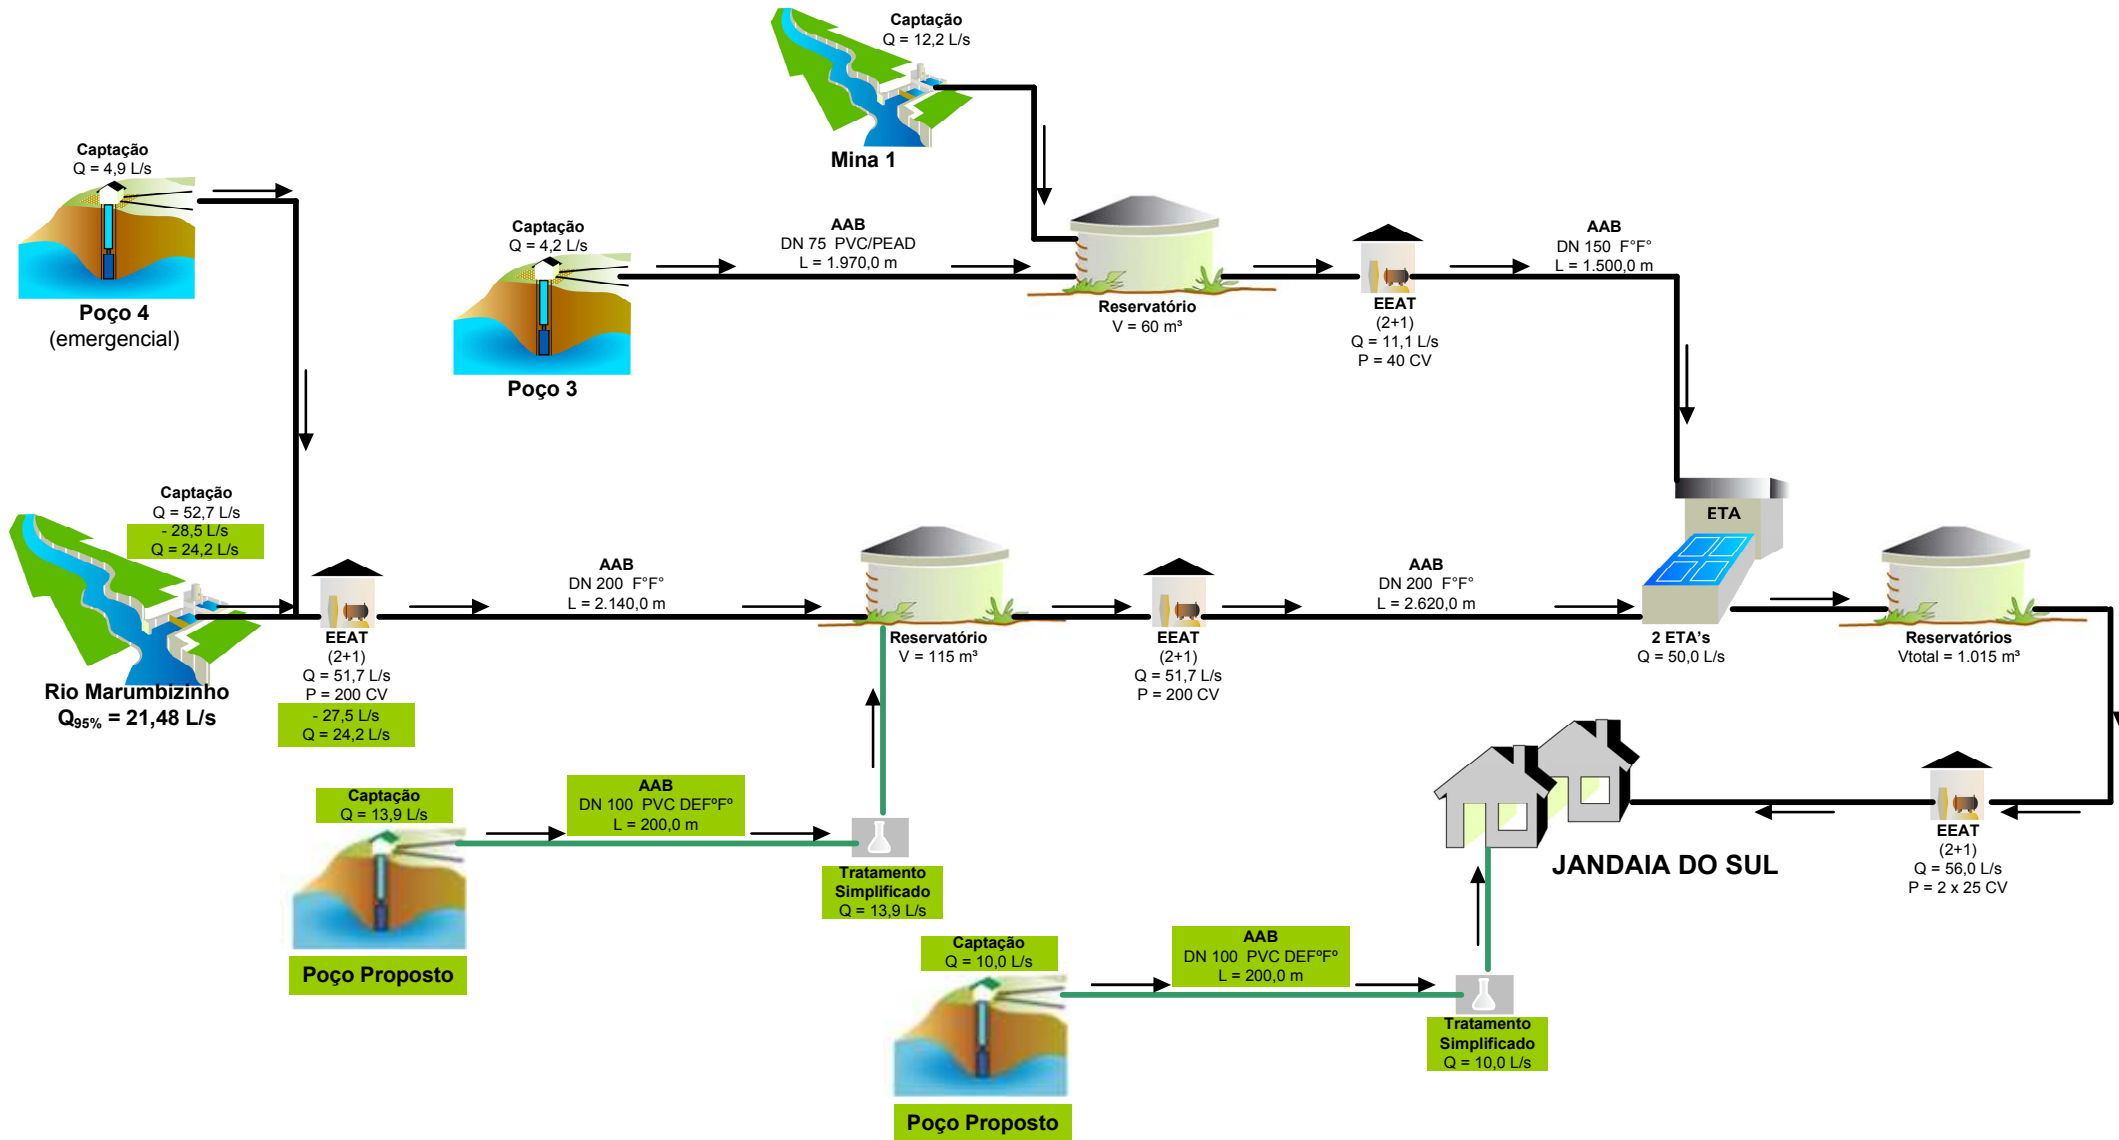 Captação
Q = 12,2 L/s
Mina 1
Captação
Q = 4,9 L/s
Poço 4
(emergencial)
Captação
Q = 4,2 L/s
Poço 3
AAB
DN 75 PVC/PEAD
L = 1.970,0 m
Reservatório
V = 60 m³
EEAT
(2+1)
Q = 11,1 L/s
P = 40 CV
AAB
DN 150 F°F°
L = 1.500,0 m
Captação
Q = 52,7 L/s
- 28,5 L/s
Q = 24,2 L/s
Rio Marumbizinho
Q95% = 21,48 L/s
EEAT
(2+1)
Q = 51,7 L/s
P = 200 CV
- 27,5 L/s
Q = 24,2 L/s
AAB
DN 200 F°F°
L = 2.140,0 m
Reservatório
V = 115 m³
EEAT
(2+1)
Q = 51,7 L/s
P = 200 CV
AAB
DN 200 F°F°
L = 2.620,0 m
ETA
2 ETA's
Q = 50,0 L/s
Reservatórios
Vtotal = 1.015 m³
EEAT
(2+1)
Q = 56,0 L/s
P = 2 x 25 CV
JANDAIA DO SUL
Captação
Q = 13,9 L/s
Poço Proposto
AAB
DN 100 PVC DEFºFº
L = 200,0 m
Tratamento
Simplificado
Q = 13,9 L/s
Captação
Q = 10,0 L/s
Poço Proposto
AAB
DN 100 PVC DEFºFº
L = 200,0 m
Tratamento
Simplificado
Q = 10,0 L/s